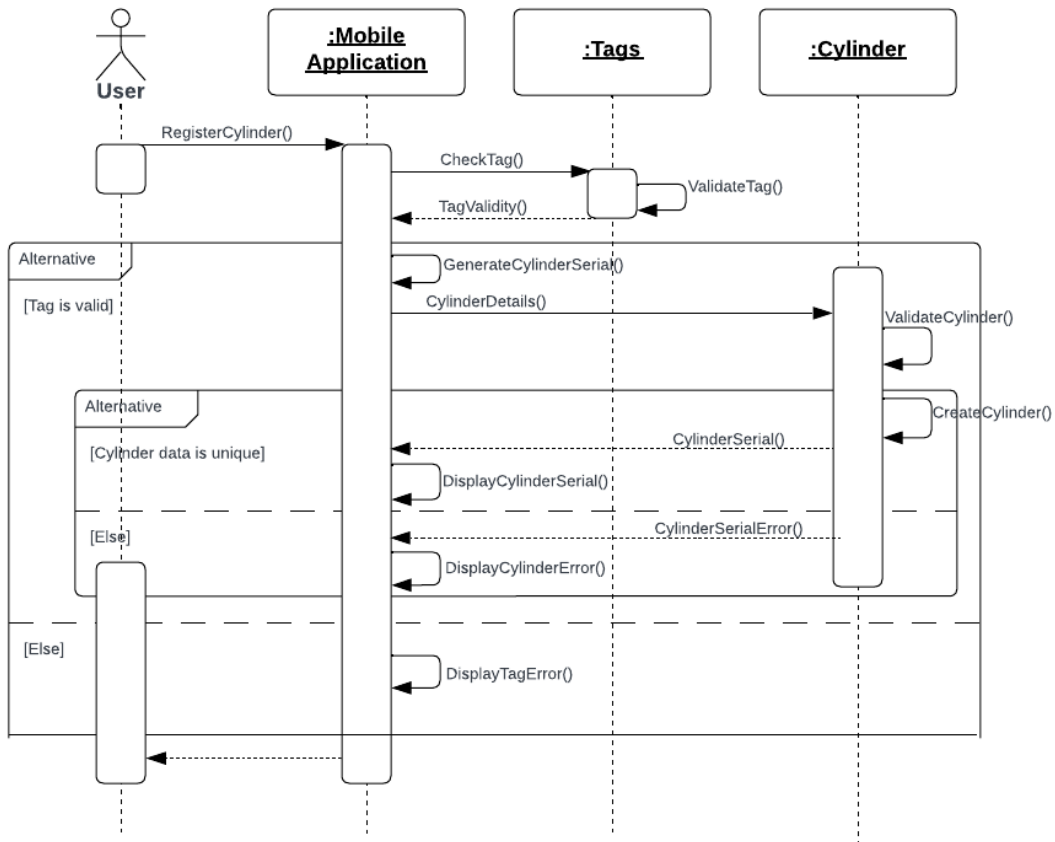 :Mobile
Application
:Tags
:Cylinder
User
RegisterCylinder()
CheckTag()
ValidateTag()
TagValidity()
Alternative
GenerateCylinderSerial()
[Tag is valid]
CylinderDetails()
ValidateCylinder()
Alternative
CreateCylinder()
[Cylinder data is unique]
CylinderSerial()
DisplayCylinderSerial()
[Else]
CylinderSerialError()
DisplayCylinderError()
[Else]
DisplayTagError()